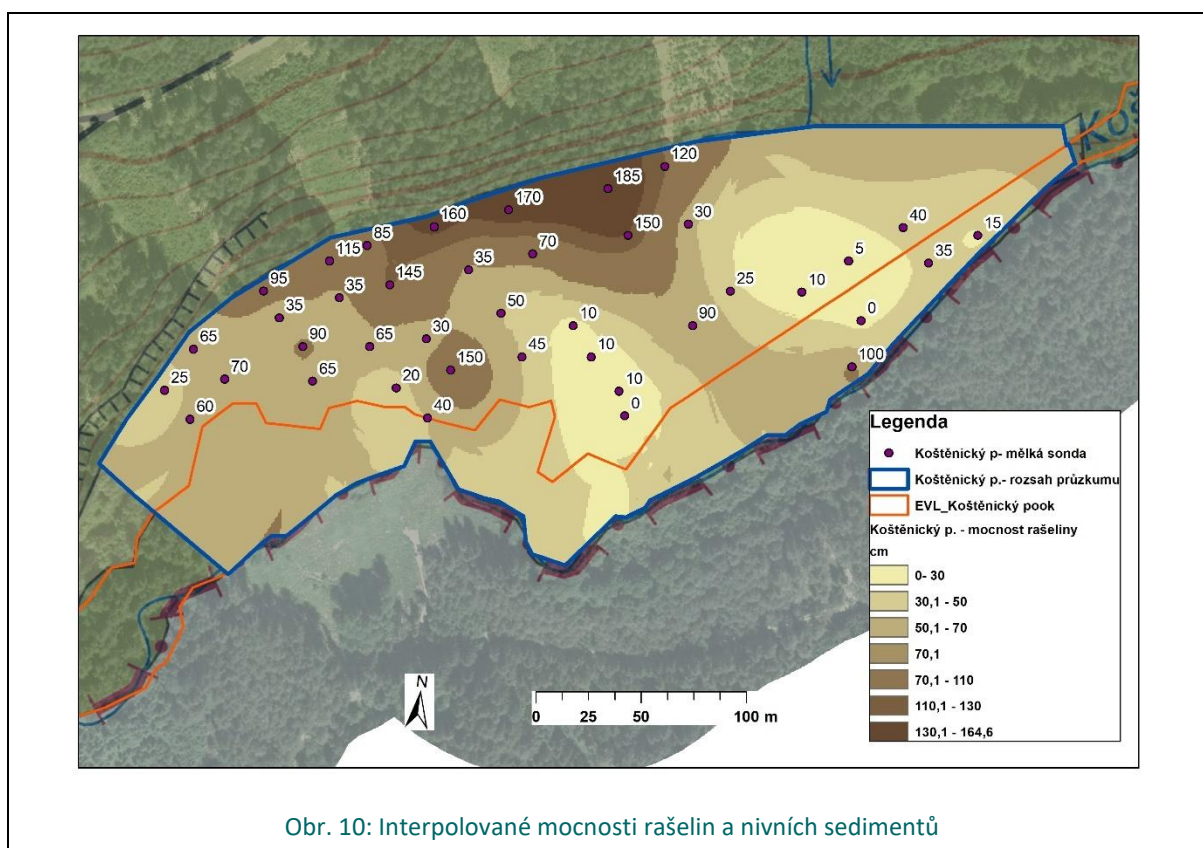 Koš
120
185
170
160
150
30
40
15
85
115
70
35
5
35
145
95
35
10
25
35
50
0
10
90
30
65
90
65
10
45
150
100
70
65
20
10
25
60
40
0
Legenda
Koštěnický p- mělká sonda
Koštěnický p.- rozsah průzkumu
EVL_Koštěnický pook
Koštěnický p. - mocnost rašeliny
cm
0- 30
30,1 - 50
50,1 - 70
70,1
70,1 - 110
110,1 - 130
130,1 - 164,6
N
0 25 50 100 m
Obr. 10: Interpolované mocnosti rašelin a nivních sedimentů